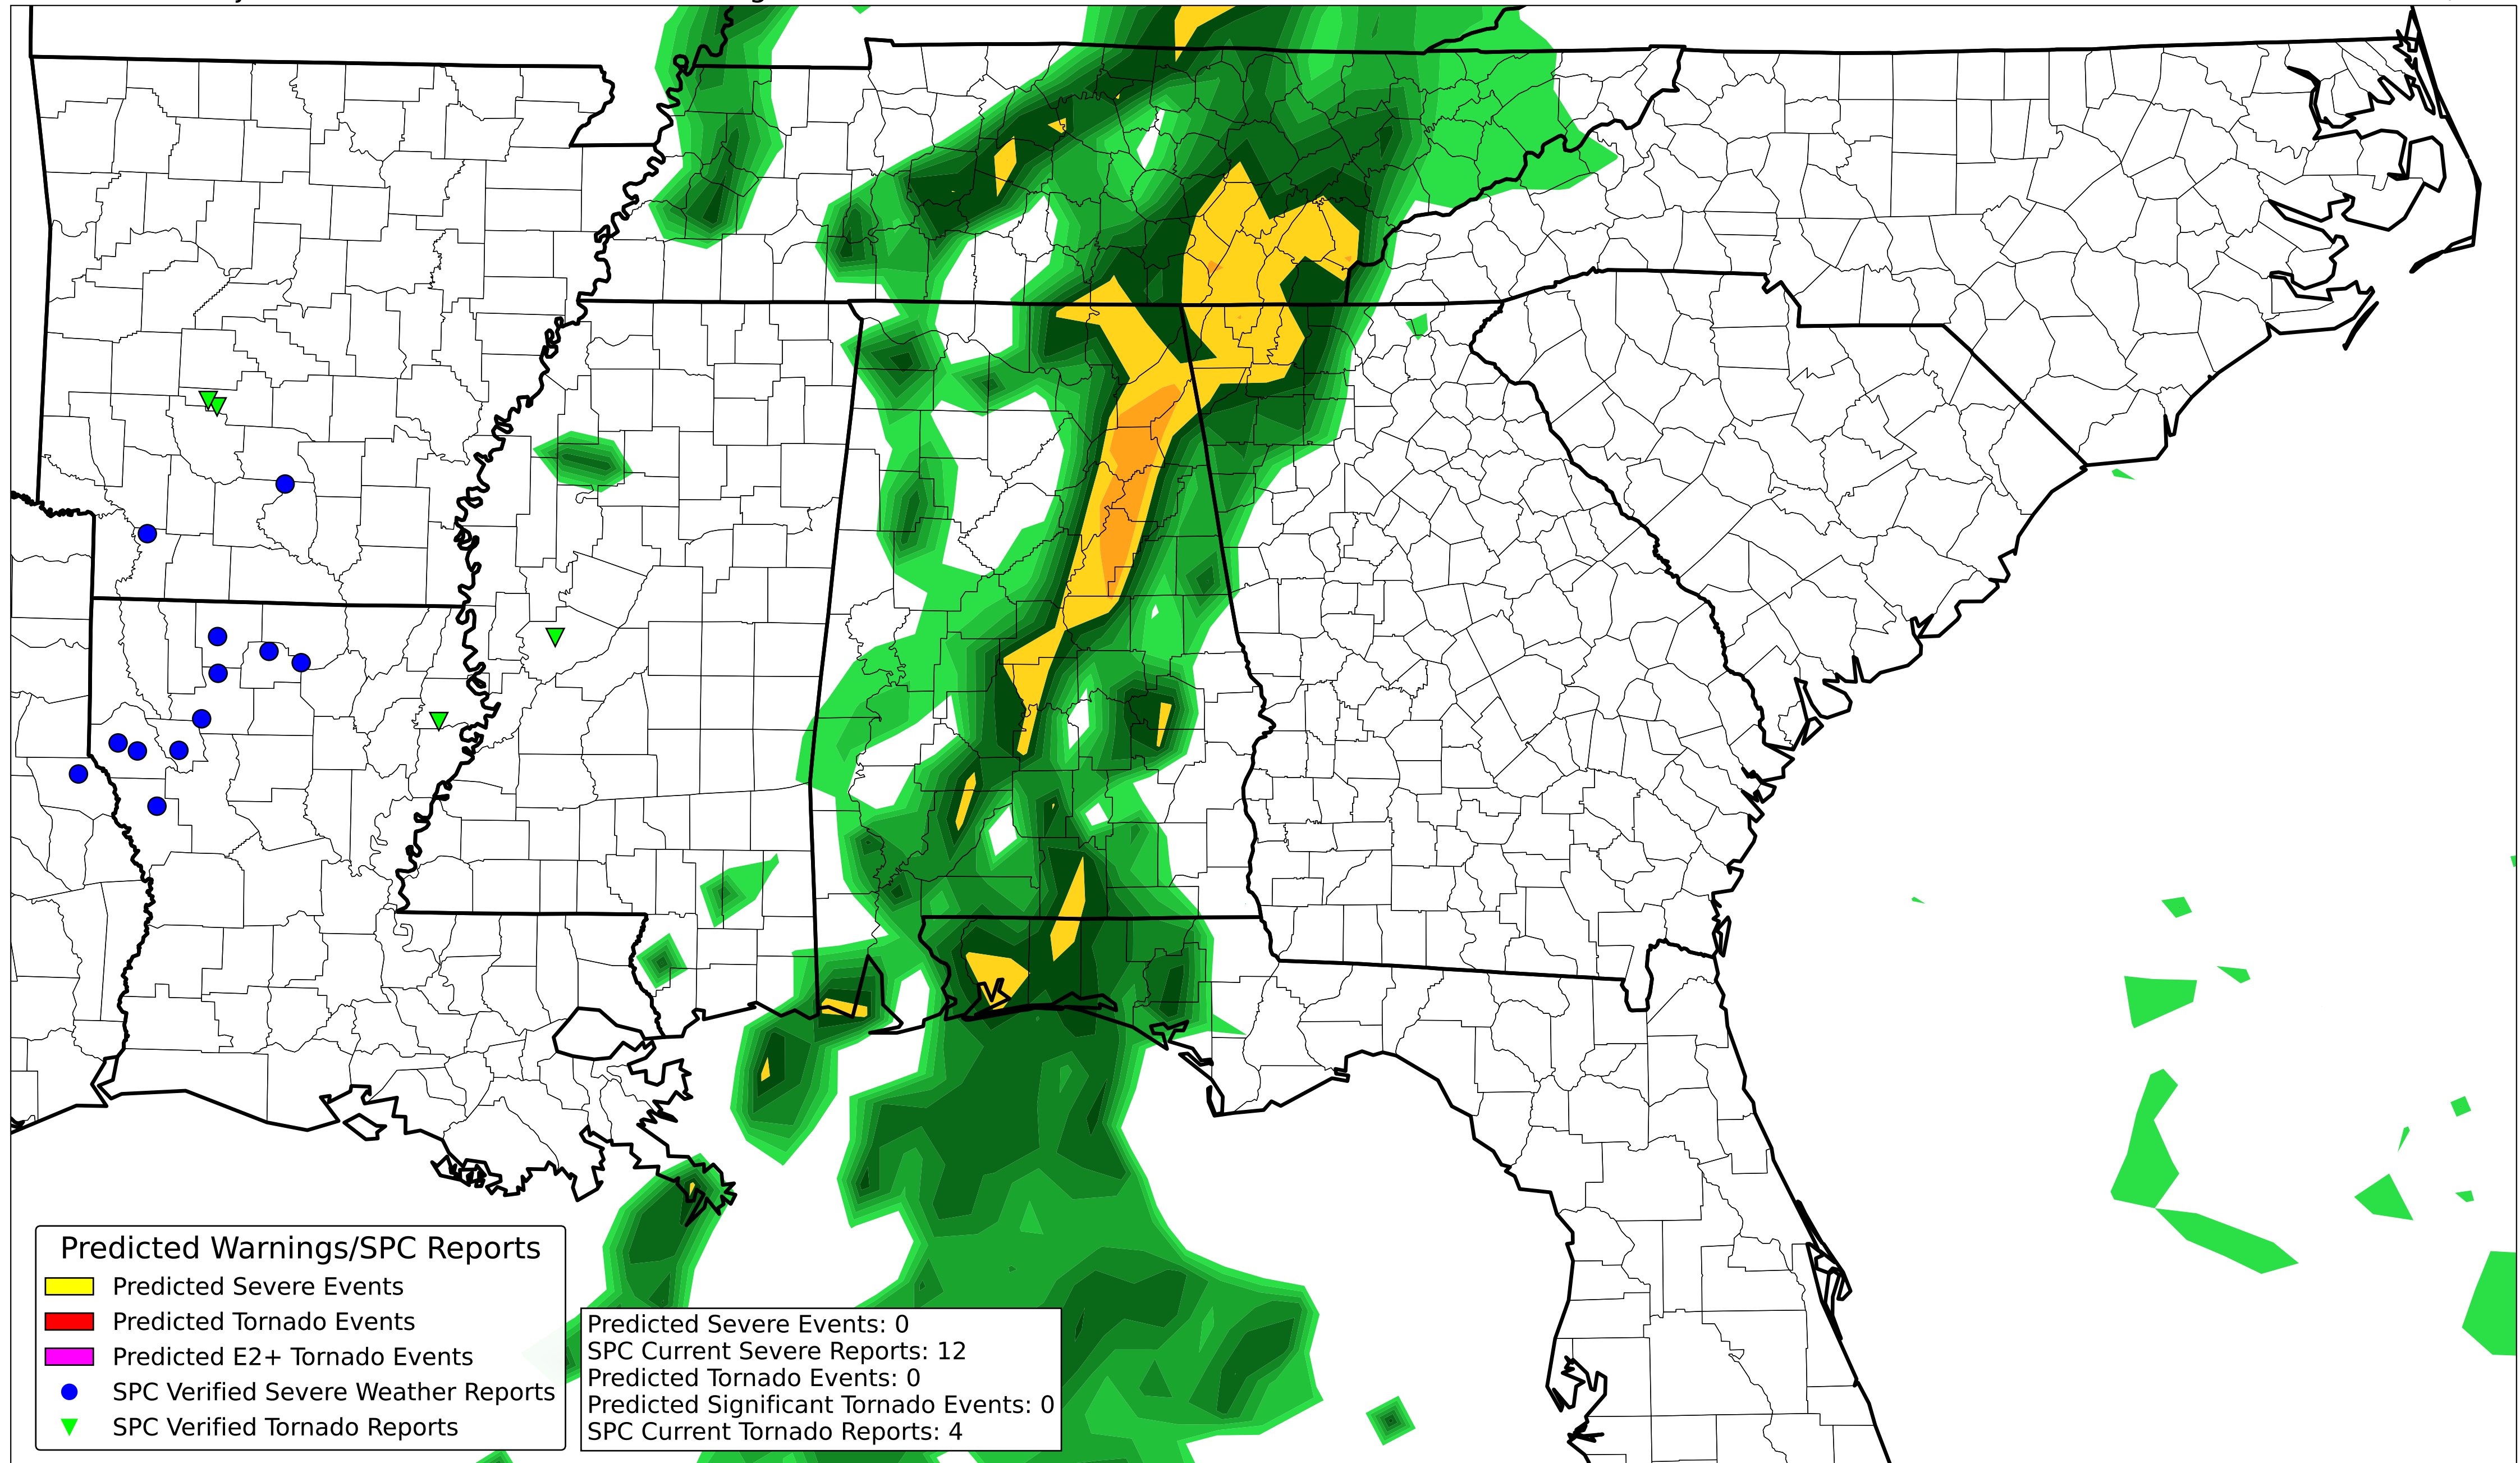 Predicted Warnings/SPC Reports
Predicted Severe Events
Predicted Tornado Events
Predicted E2+ Tornado Events
SPC Verified Severe Weather Reports
SPC Verified Tornado Reports
Predicted Severe Events: 0
SPC Current Severe Reports: 12
Predicted Tornado Events: 0
Predicted Significant Tornado Events: 0
SPC Current Tornado Reports: 4